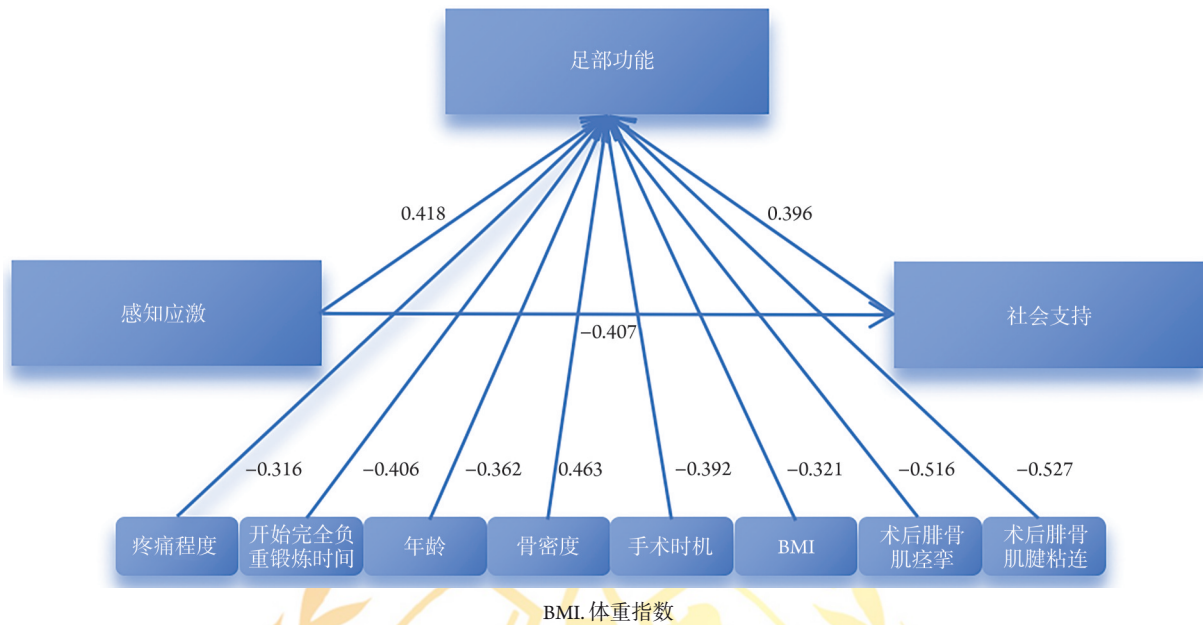 足部功能
0.418
0.396
感知应激
社会支持
−0.407
−0.316
−0.406
−0.362
0.463
−0.392
−0.321
−0.516
−0.527
疼痛程度
开始完全负
重锻炼时间
年龄
骨密度
手术时机
BMI
术后腓骨
肌痉挛
术后腓骨
肌腱粘连
BMI. 体重指数